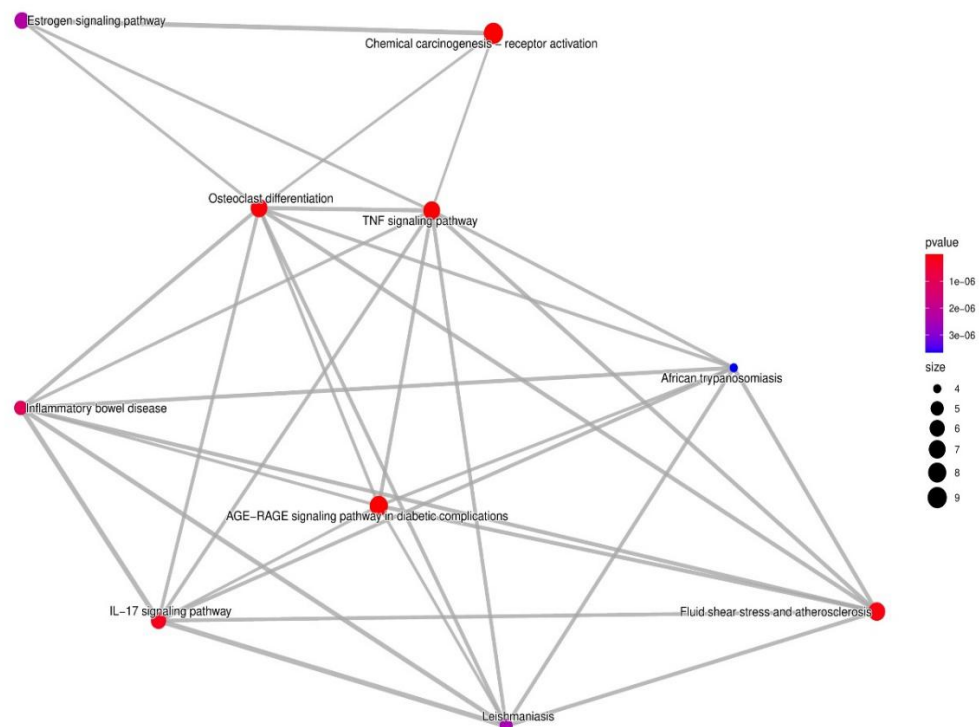 Estrogen signaling pathway
Chemical carcinogenesis − receptor activation
Osteoclast differentiation
TNF signaling pathway
African trypanosomiasis
Inflammatory bowel disease
AGE−RAGE signaling pathway in diabetic complications
IL−17 signaling pathway
Fluid shear stress and atherosclerosis
Leishmaniasis
pvalue
1e−06
2e−06
3e−06
size
4
5
6
7
8
9